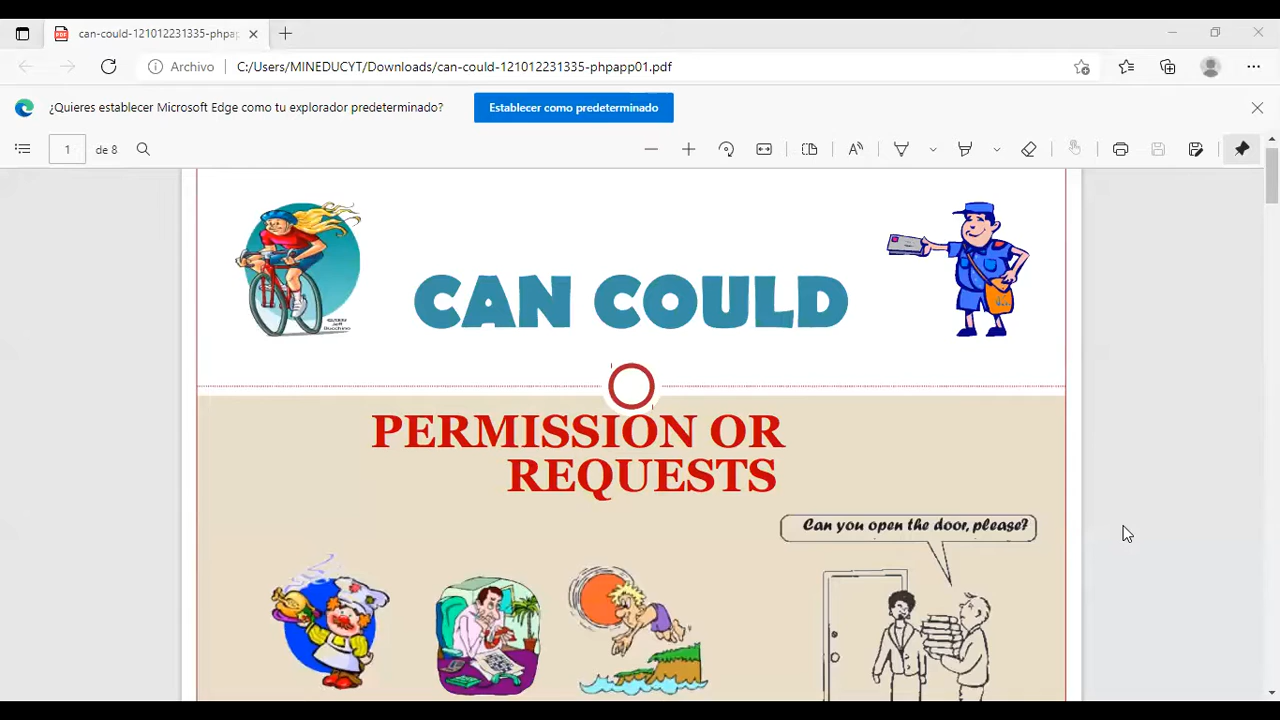 can-could-121012231335-phpap
Archivo
C:/Users/MINEDUCYT/Downloads/can-could-121012231335-phpapp01.pdf
¿Quieres establecer Microsoft Edge como tu explorador predeterminado?
Establecer como predeterminado
1 de 8
CAN COULD
PERMISSION OR
REQUESTS
Can you open the door, please?